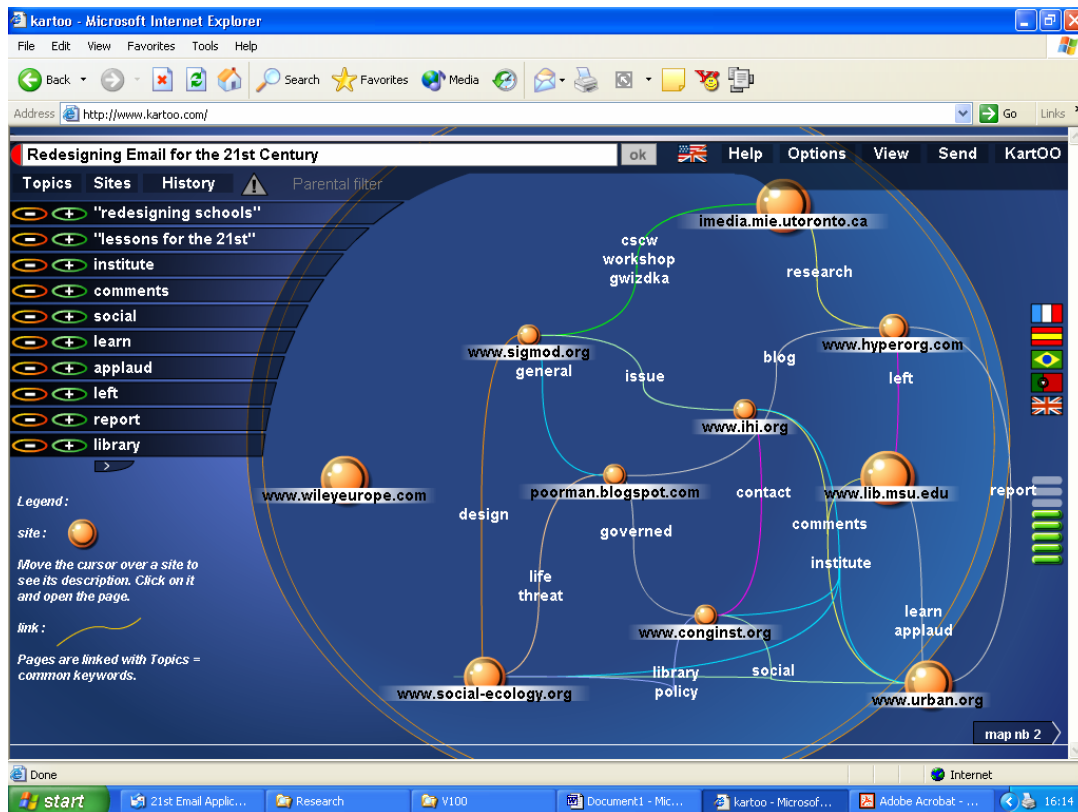 kartoo - Microsoft Internet Explorer
File Edit View Favorites Tools Help
Back Search Favorites Media
Address http://www.kartoo.com/ Go Links
Redesigning Email for the 21st Century ok Help Options View Send KartOO
Topics Sites History Parental filter
"redesigning schools"
"lessons for the 21st"
institute
comments
social
learn
applaud
left
report
library
>
Legend :
site :
Move the cursor over a site to
see its description. Click on it
and open the page.
link :
Pages are linked with Topics =
common keywords.
imedia.mie.utoronto.ca
cscw
workshop
gwizdka
research
www.sigmod.org
general
issue
blog
www.hyperorg.com
left
www.ihi.org
www.wileyeurope.com
poorman.blogspot.com
contact
www.lib.msu.edu
report
design
governed
comments
institute
life
threat
learn
applaud
www.conginst.org
library
policy
social
www.social-ecology.org
www.urban.org
map nb 2
Done Internet
start 21st Email Applic... Research V100 Document1 - Mic... kartoo - Microsof... Adobe Acrobat - ... 16:14